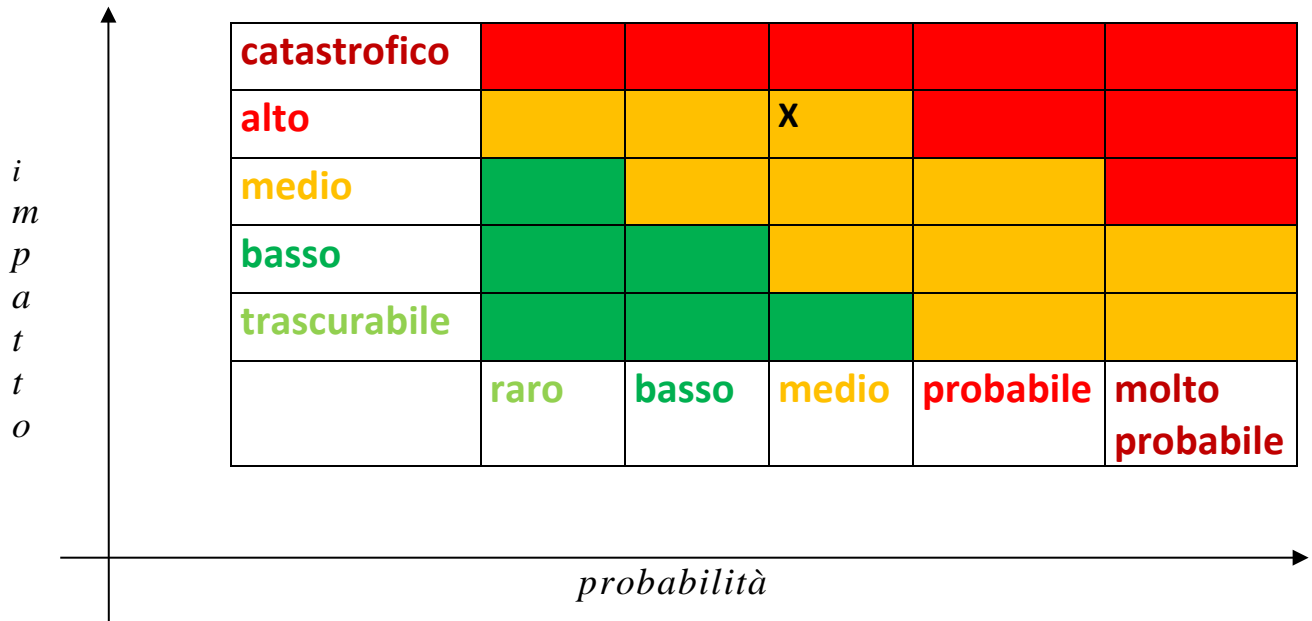 catastrofico
alto X
medio
basso
trascurabile
raro basso medio probabile molto
probabile
i
m
p
a
t
t
o
probabilità